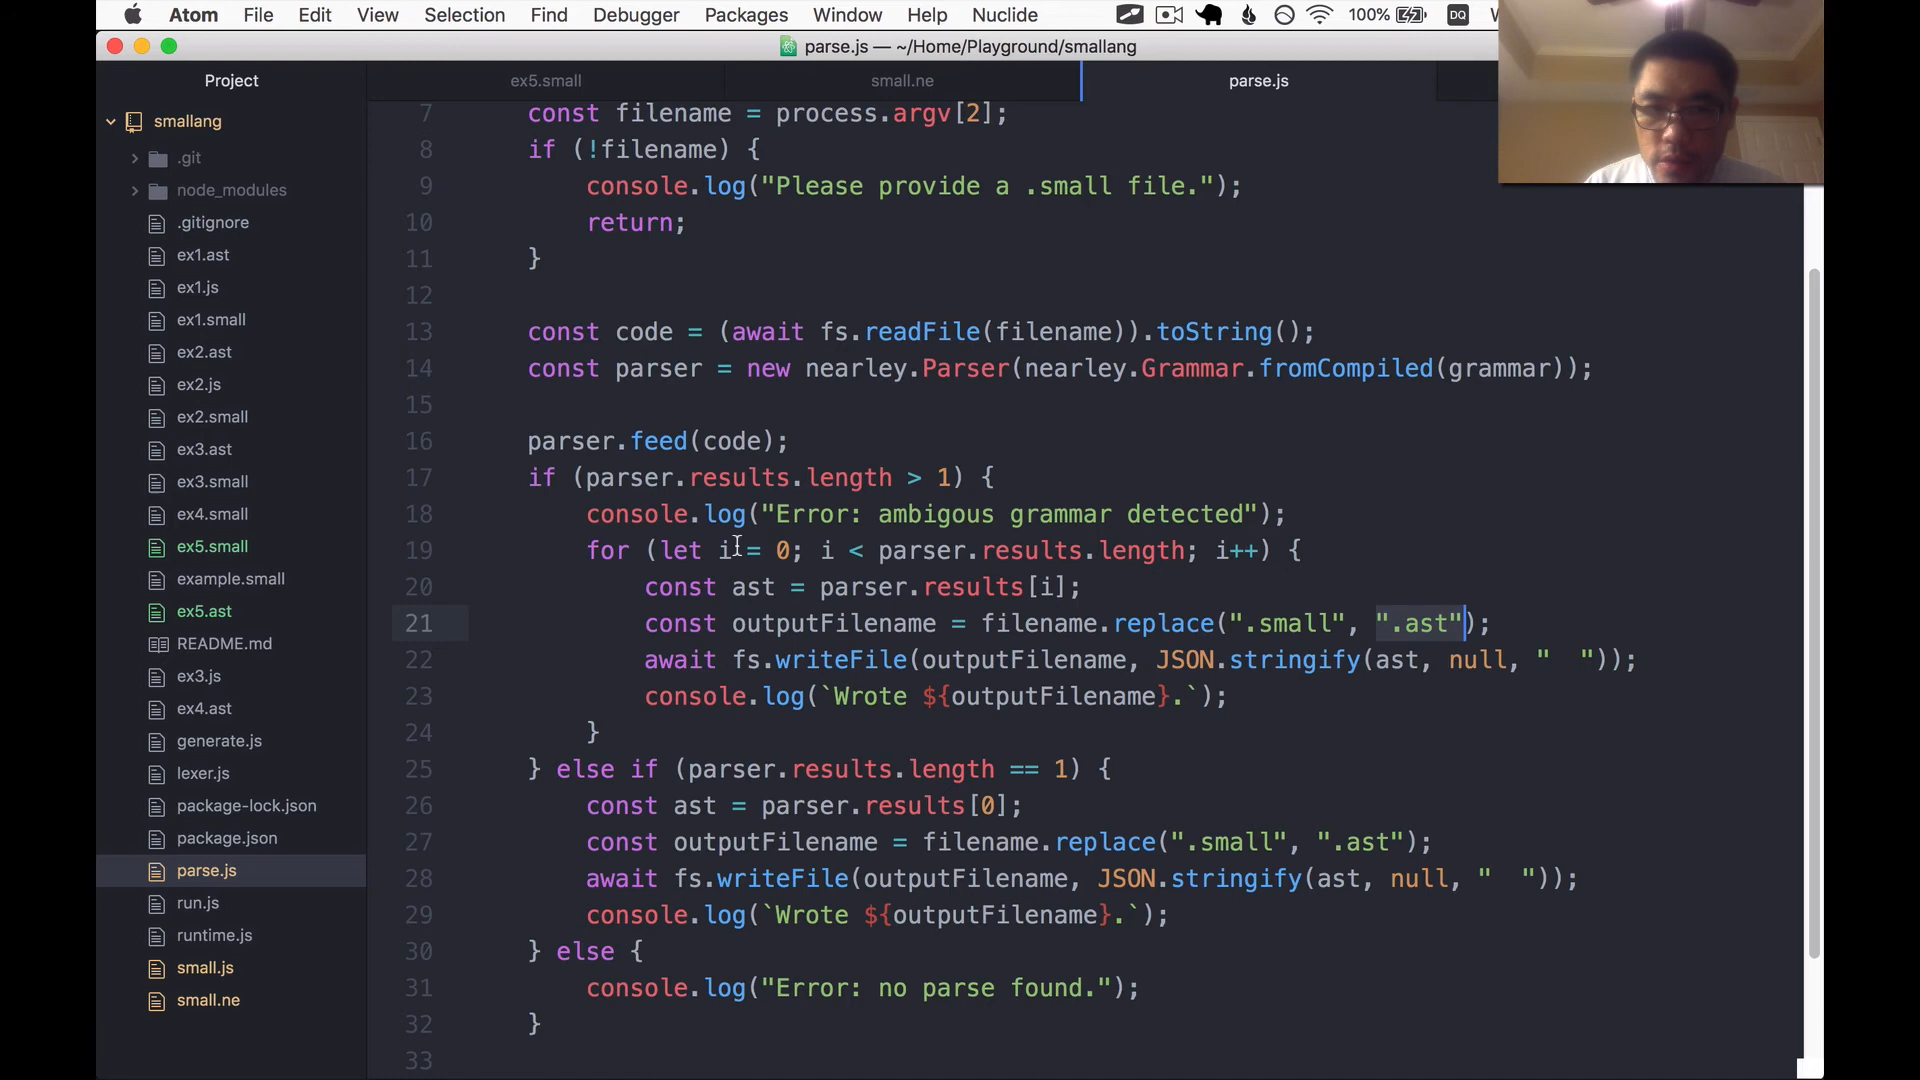 Atom File Edit View Selection Find Debugger Packages Window Help Nuclide 100% DQ
parse.js — ~/Home/Playground/smallang
Project
ex5.small small.ne parse.js
smallang
.git
node_modules
.gitignore
ex1.ast
ex1.js
ex1.small
ex2.ast
ex2.js
ex2.small
ex3.ast
ex3.small
ex4.small
ex5.small
example.small
ex5.ast
README.md
ex3.js
ex4.ast
generate.js
lexer.js
package-lock.json
package.json
parse.js
run.js
runtime.js
small.js
small.ne
7 const filename = process.argv[2];
8 if (!filename) {
9 console.log("Please provide a .small file.");
10 return;
11 }
12
13 const code = (await fs.readFile(filename)).toString();
14 const parser = new nearley.Parser(nearley.Grammar.fromCompiled(grammar));
15
16 parser.feed(code);
17 if (parser.results.length > 1) {
18 console.log("Error: ambigous grammar detected");
19 for (let i = 0; i < parser.results.length; i++) {
20 const ast = parser.results[i];
21 const outputFilename = filename.replace(".small", ".ast");
22 await fs.writeFile(outputFilename, JSON.stringify(ast, null, "  "));
23 console.log(`Wrote ${outputFilename}.`);
24 }
25 } else if (parser.results.length == 1) {
26 const ast = parser.results[0];
27 const outputFilename = filename.replace(".small", ".ast");
28 await fs.writeFile(outputFilename, JSON.stringify(ast, null, "  "));
29 console.log(`Wrote ${outputFilename}.`);
30 } else {
31 console.log("Error: no parse found.");
32 }
33